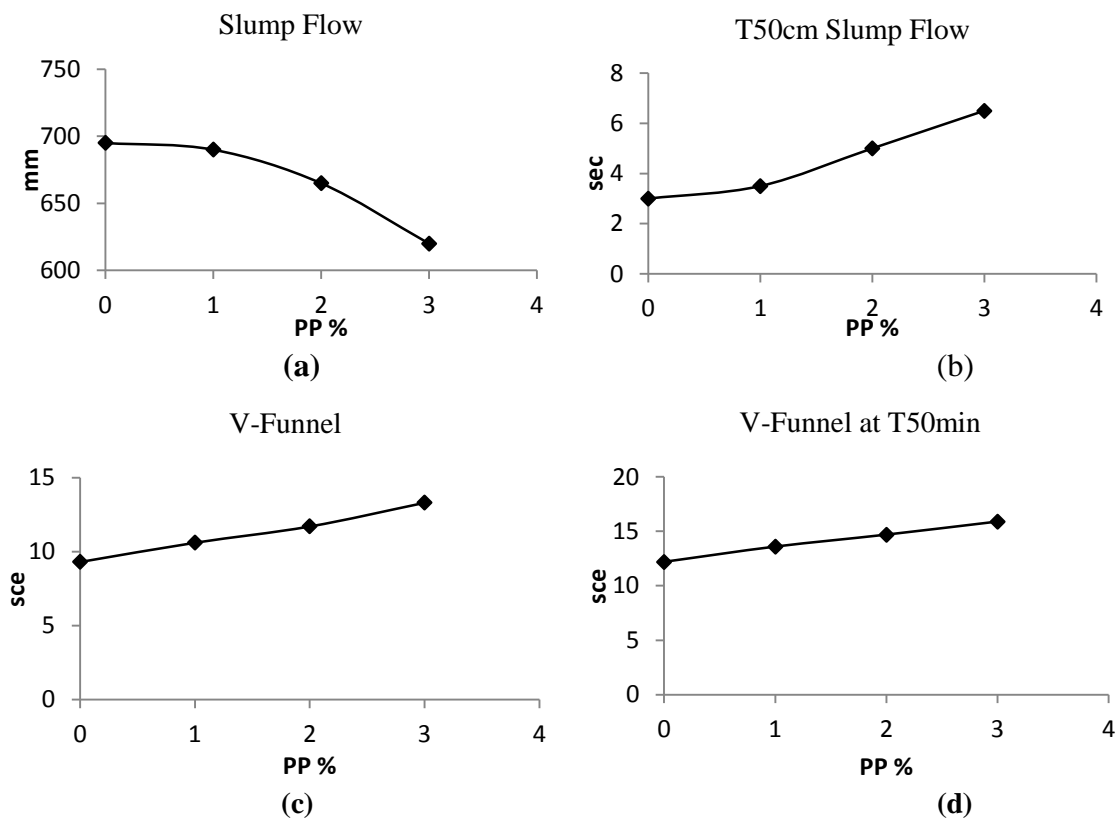 Slump Flow
750
700
650
600
mm
0 1 2 3 4
PP %
(a)
T50cm Slump Flow
8
6
4
2
0
sec
0 1 2 3 4
PP %
(b)
V-Funnel
15
10
5
0
sce
0 1 2 3 4
PP %
(c)
V-Funnel at T50min
20
15
10
5
0
sce
0 1 2 3 4
PP %
(d)